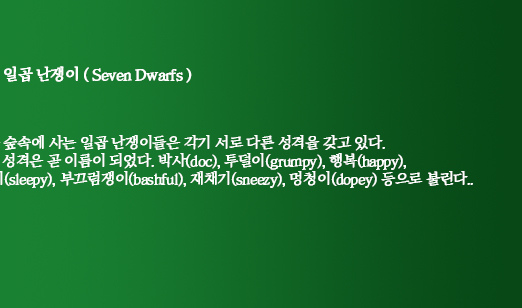 일곱 난쟁이 ( Seven Dwarfs )
숲속에 사는 일곱 난쟁이들은 각기 서로 다른 성격을 갖고 있다.
성격은 곧 이름이 되었다. 박사(doc), 투덜이(grumpy), 행복(happy),
(sleepy), 부끄럼쟁이(bashful), 재채기(sneezy), 멍청이(dopey) 등으로 불린다..